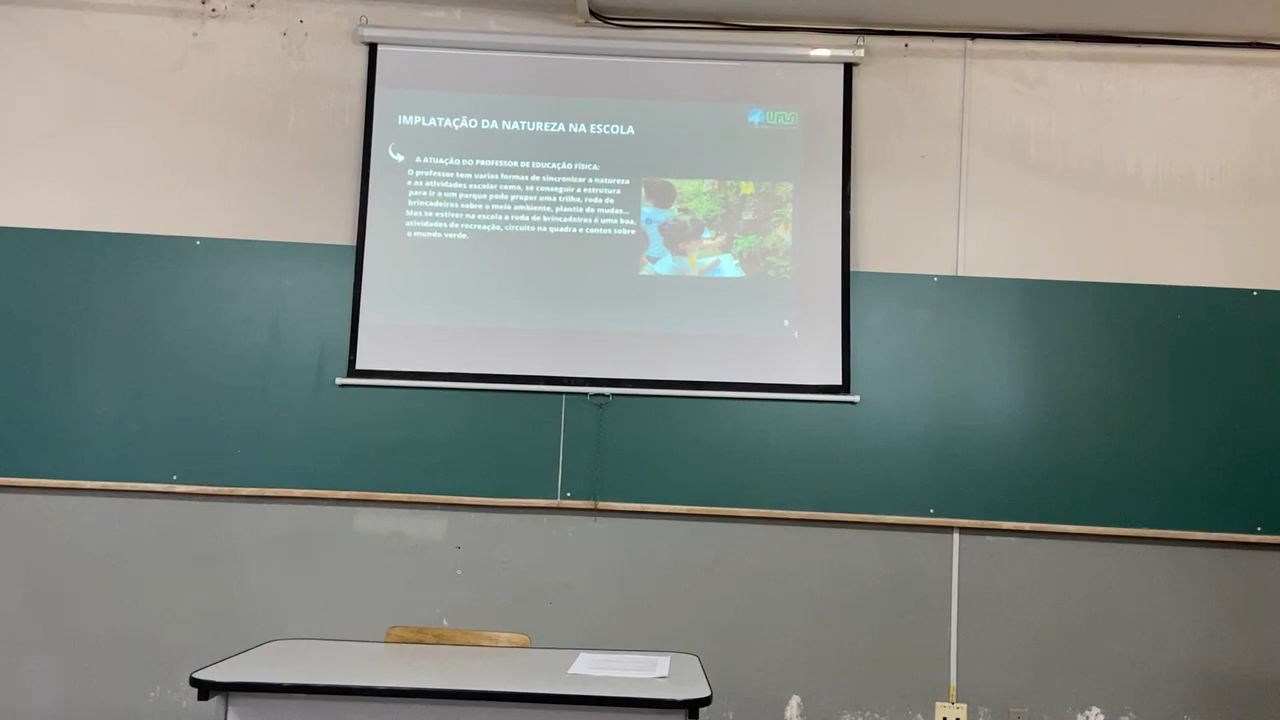 IMPLATAÇÃO DA NATUREZA NA ESCOLA
UFLA
A ATUAÇÃO DO PROFESSOR DE EDUCAÇÃO FÍSICA:
O professor tem varias formas de sincronizar a natureza
e as atividades escolar como, se conseguir a estrutura
para ir a um parque pode propor uma trilha, roda de
brincadeiras sobre o meio ambiente, plantio de mudas...
Mas se estiver na escola a roda de brincadeiras é uma boa,
atividades de recreação, circuito na quadra e contos sobre
o mundo verde.